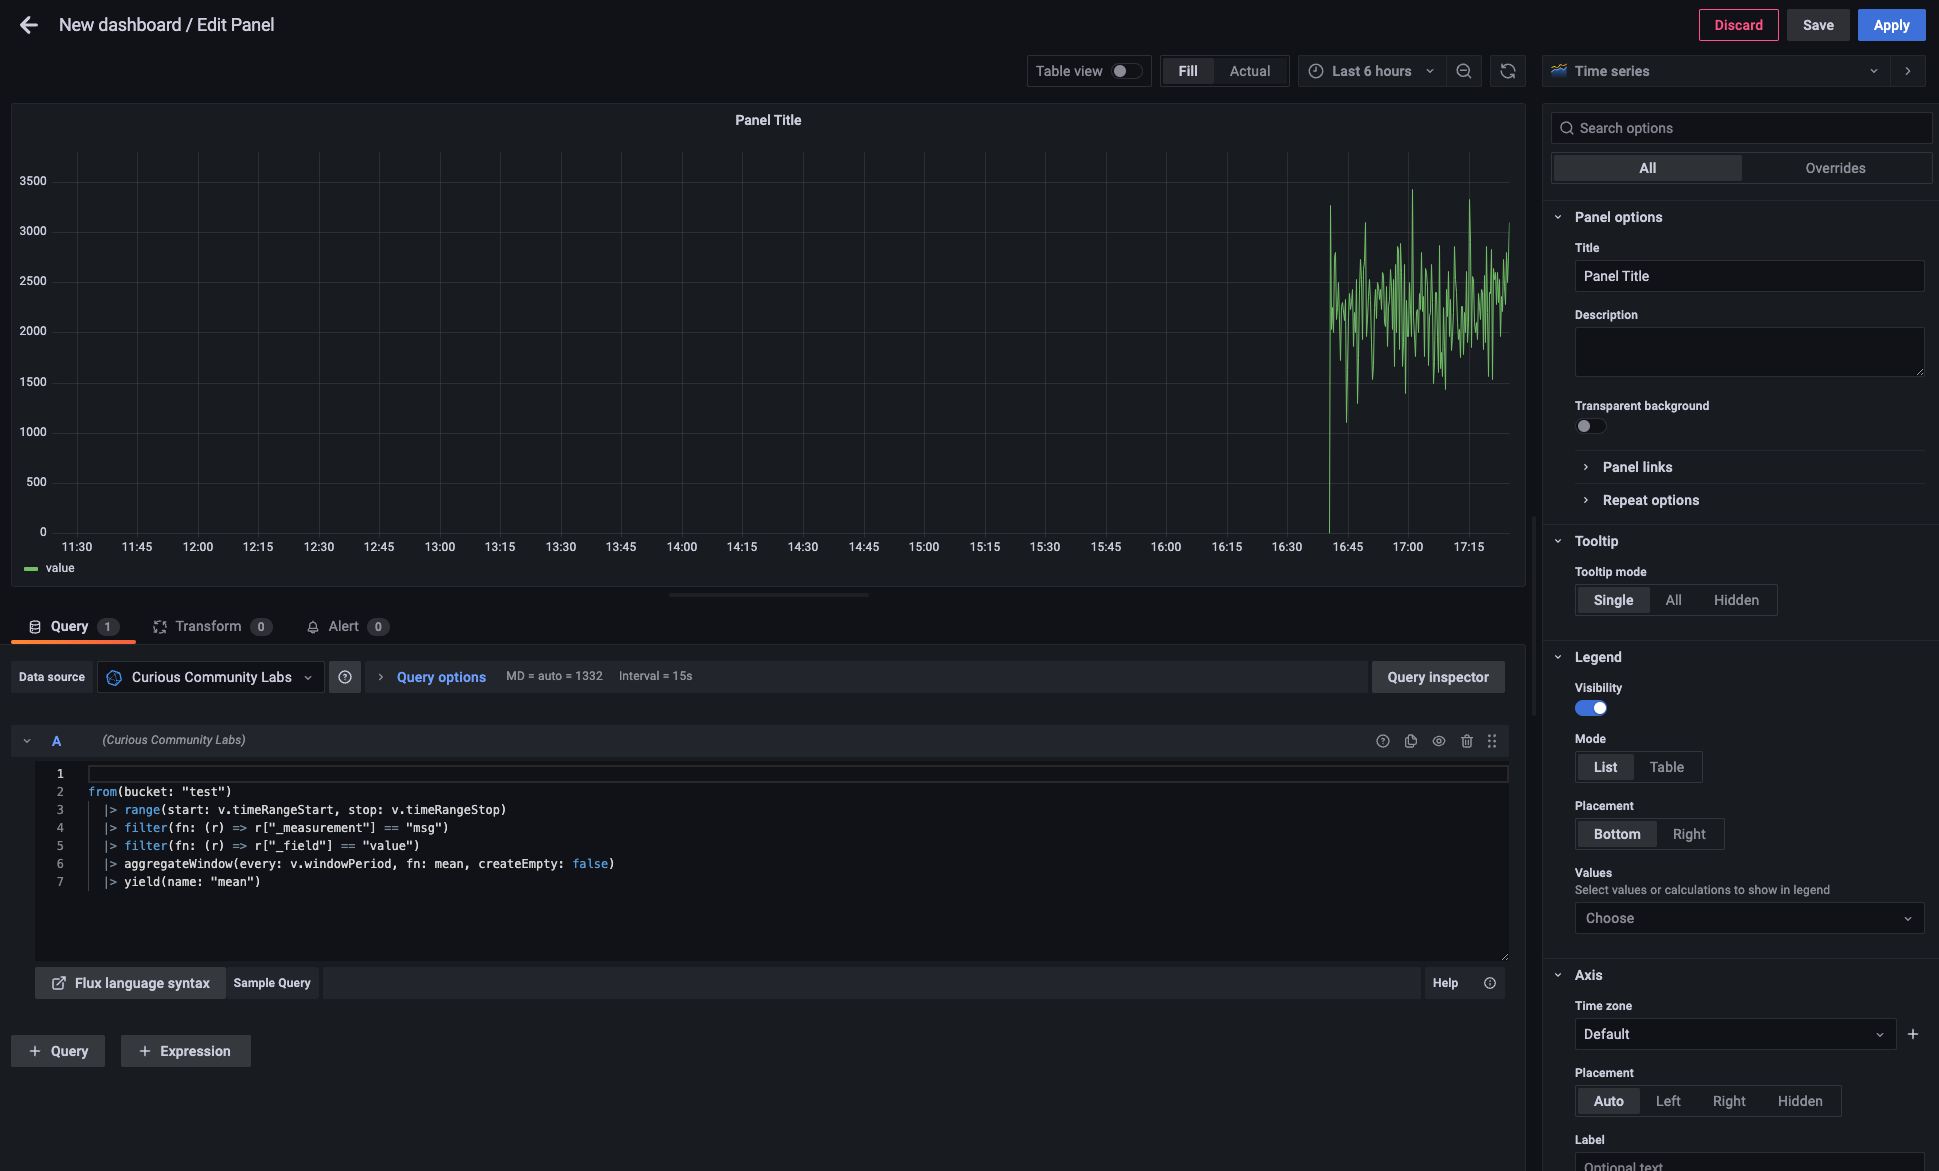 New dashboard / Edit Panel
Discard
Save
Apply
Table view
Fill
Actual
Last 6 hours
Time series
Panel Title
3500
3000
2500
2000
1500
1000
500
0
11:30 11:45 12:00 12:15 12:30 12:45 13:00 13:15 13:30 13:45 14:00 14:15 14:30 14:45 15:00 15:15 15:30 15:45 16:00 16:15 16:30 16:45 17:00 17:15
value
Query 1
Transform 0
Alert 0
Data source
Curious Community Labs
Query options
MD = auto = 1332
Interval = 15s
Query inspector
A
(Curious Community Labs)
1
2 from(bucket: "test")
3 |> range(start: v.timeRangeStart, stop: v.timeRangeStop)
4 |> filter(fn: (r) => r["_measurement"] == "msg")
5 |> filter(fn: (r) => r["_field"] == "value")
6 |> aggregateWindow(every: v.windowPeriod, fn: mean, createEmpty: false)
7 |> yield(name: "mean")
Flux language syntax
Sample Query
Help
+ Query
+ Expression
Search options
All
Overrides
Panel options
Title
Panel Title
Description
Transparent background
Panel links
Repeat options
Tooltip
Tooltip mode
Single
All
Hidden
Legend
Visibility
Mode
List
Table
Placement
Bottom
Right
Values
Select values or calculations to show in legend
Choose
Axis
Time zone
Default
Placement
Auto
Left
Right
Hidden
Label
Optional text